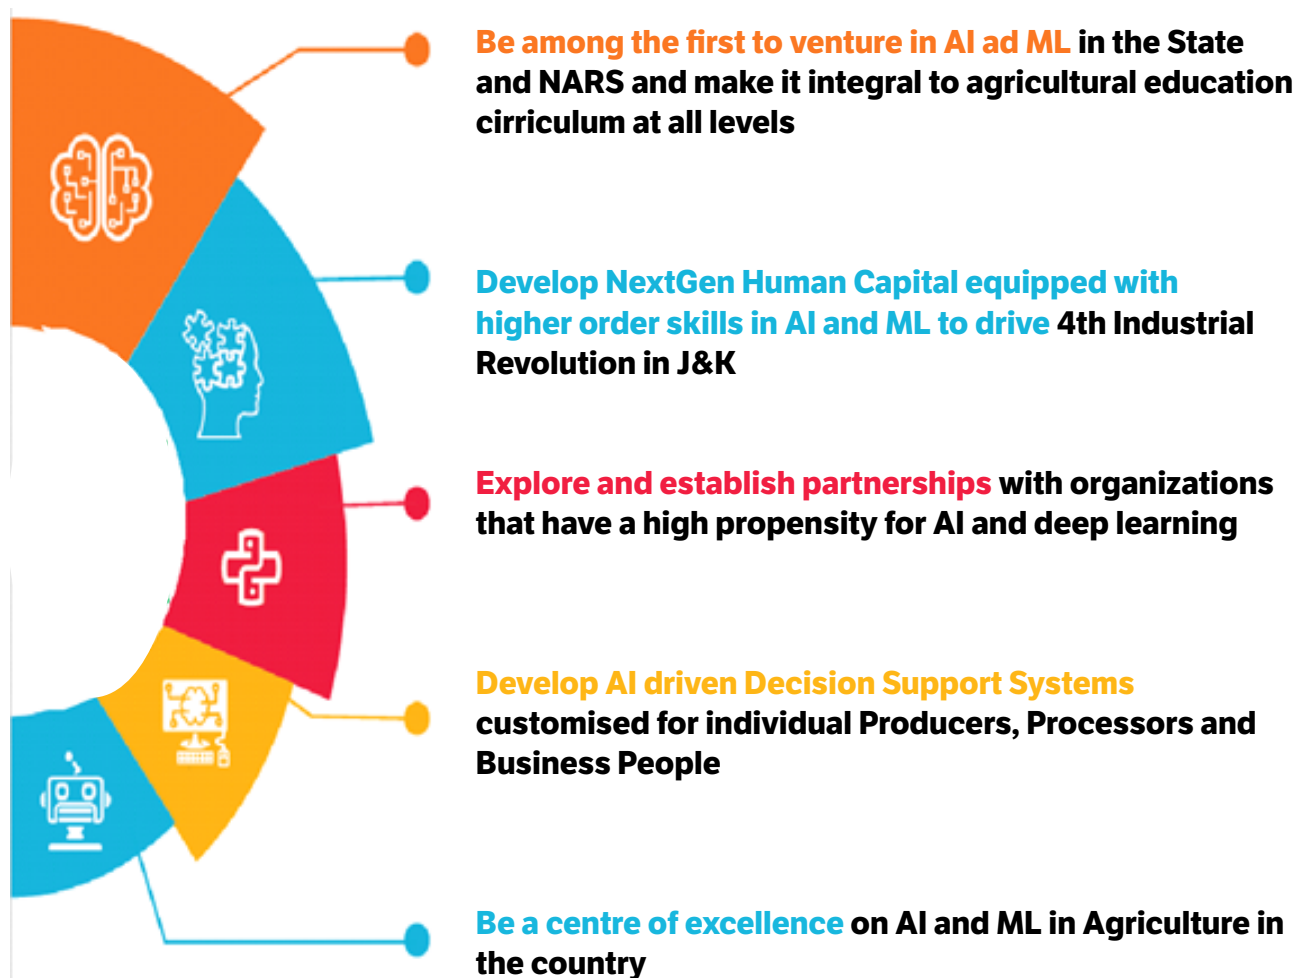 Be among the first to venture in AI ad ML in the State
and NARS and make it integral to agricultural education
cirriculum at all levels
Develop NextGen Human Capital equipped with
higher order skills in AI and ML to drive 4th Industrial
Revolution in J&K
Explore and establish partnerships with organizations
that have a high propensity for AI and deep learning
Develop AI driven Decision Support Systems
customised for individual Producers, Processors and
Business People
Be a centre of excellence on AI and ML in Agriculture in
the country